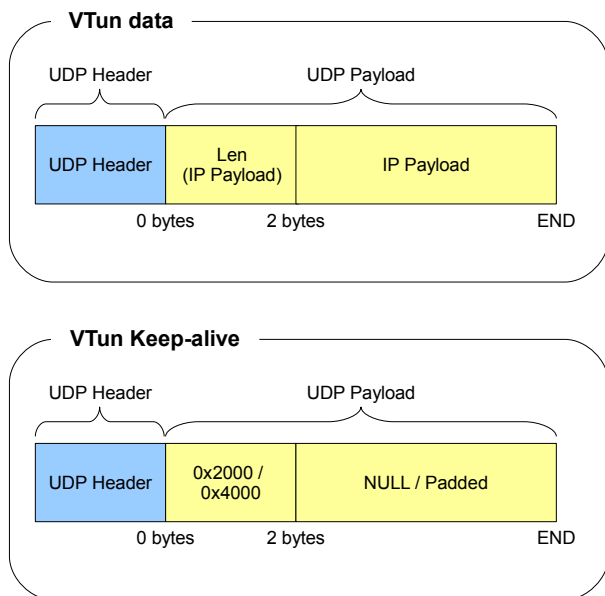 VTun data
UDP Header UDP Payload
UDP Header
Len
(IP Payload)
IP Payload
0 bytes 2 bytes END
VTun Keep-alive
UDP Header UDP Payload
UDP Header
0x2000 /
0x4000
NULL / Padded
0 bytes 2 bytes END